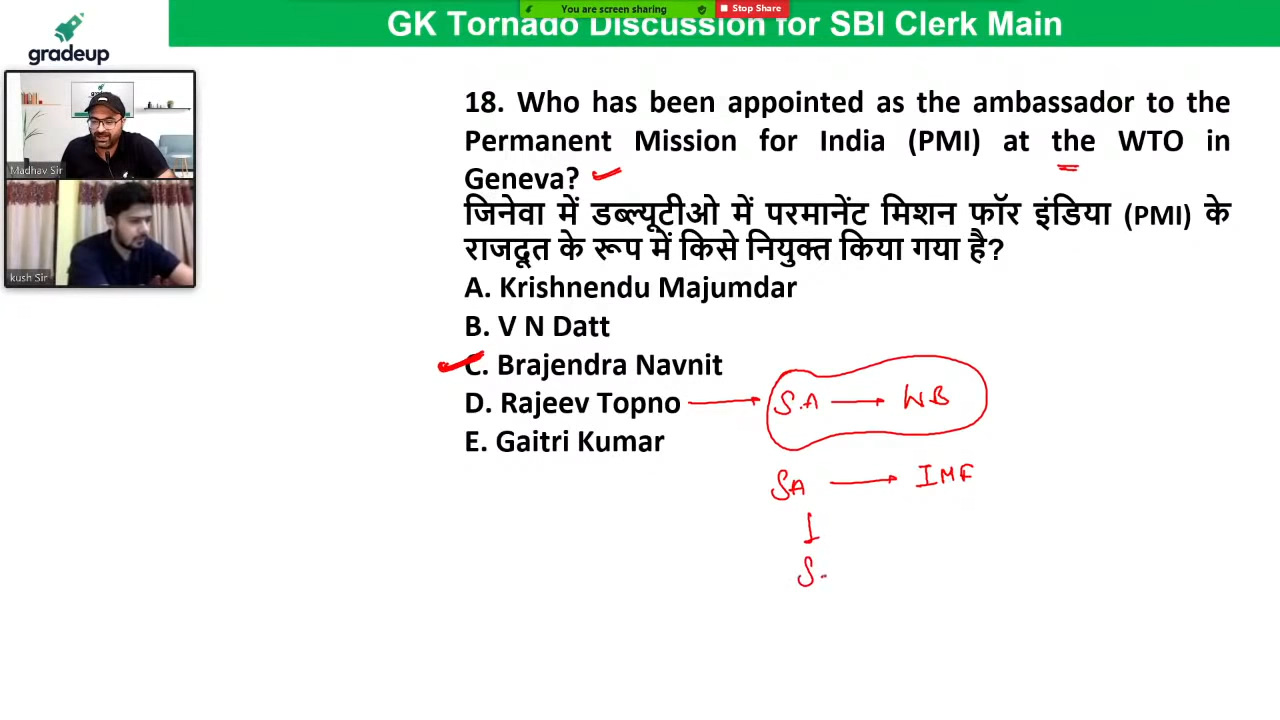 You are screen sharing
Stop Share
GK Tornado Discussion for SBI Clerk Main
gradeup
Madhav Sir
kush Sir
18. Who has been appointed as the ambassador to the
Permanent Mission for India (PMI) at the WTO in
Geneva?
जिनेवा में डब्ल्यूटीओ में परमानेंट मिशन फॉर इंडिया (PMI) के
राजदूत के रूप में किसे नियुक्त किया गया है?
A. Krishnendu Majumdar
B. V N Datt
C. Brajendra Navnit
D. Rajeev Topno
S.A WB
E. Gaitri Kumar
SA IMF
I
S.